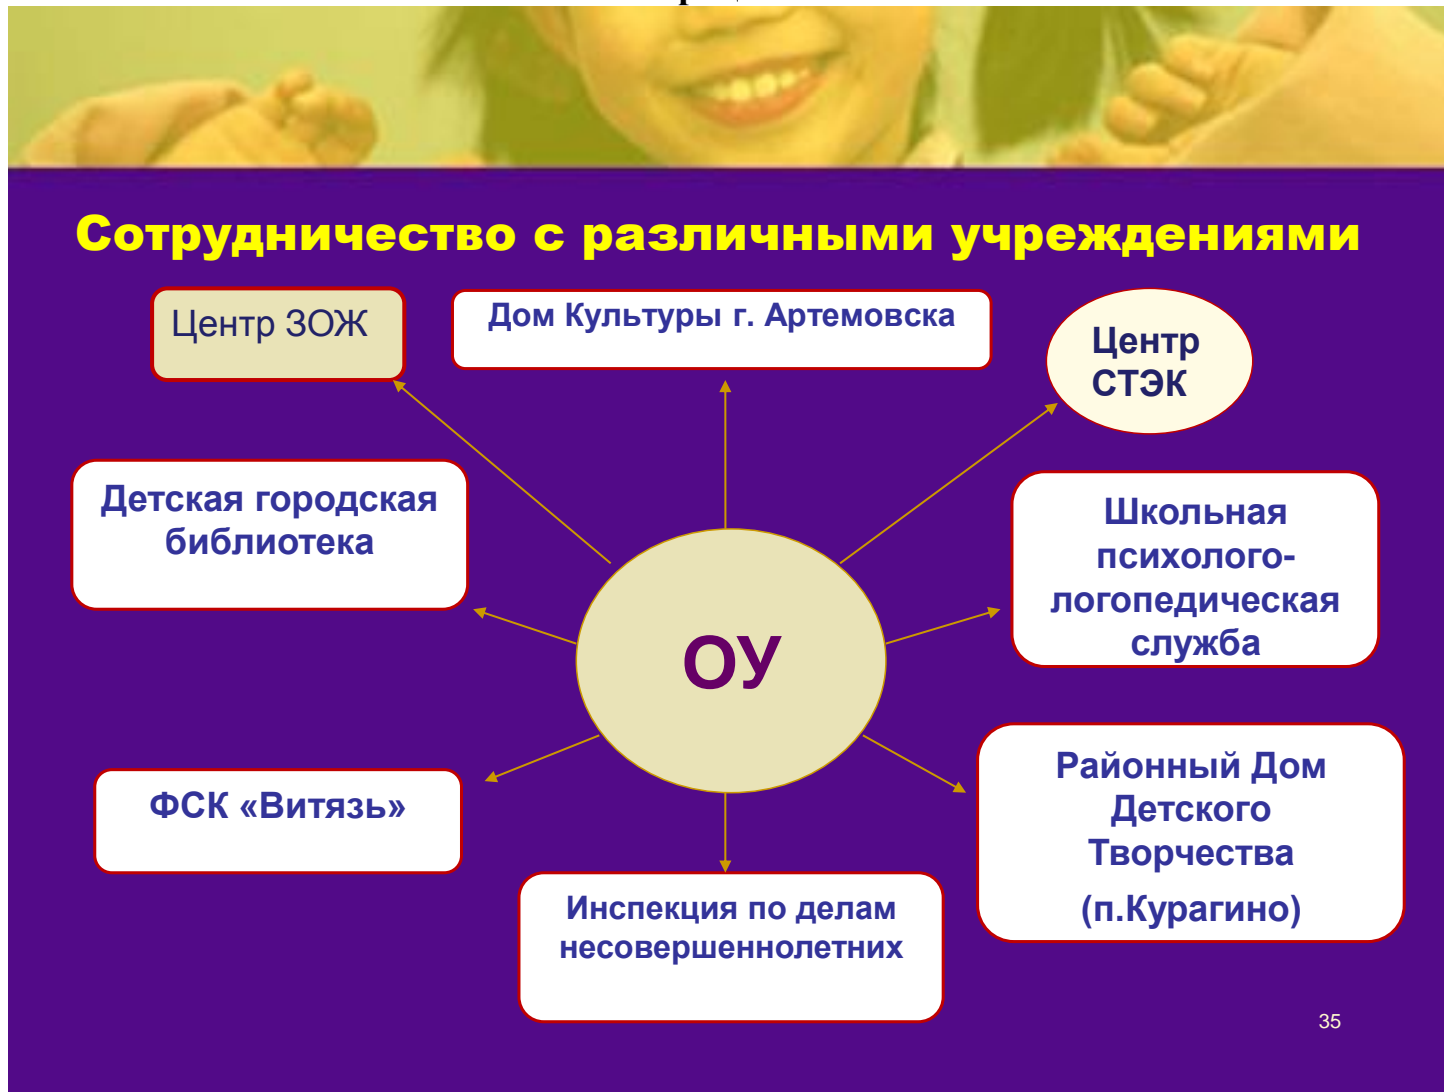 Сотрудничество с различными учреждениями
Центр ЗОЖ
Дом Культуры г. Артемовска
Центр
СТЭК
Детская городская
библиотека
Школьная
психолого-
логопедическая
служба
ОУ
ФСК «Витязь»
Районный Дом
Детского
Творчества
(п.Курагино)
Инспекция по делам
несовершеннолетних
35